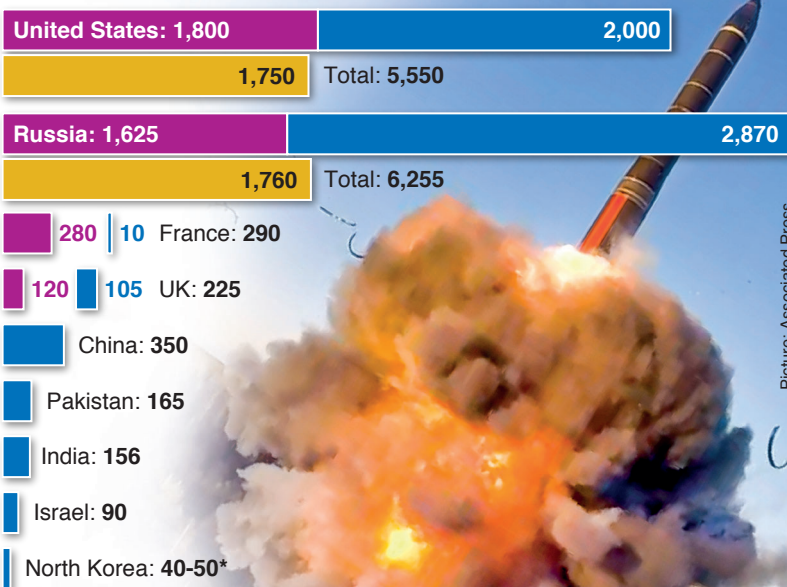 United States: 1,800 2,000
1,750 Total: 5,550
Russia: 1,625 2,870
1,760 Total: 6,255
280 10 France: 290
120 105 UK: 225
China: 350
Pakistan: 165
India: 156
Israel: 90
North Korea: 40-50*
Picture: Associated Press